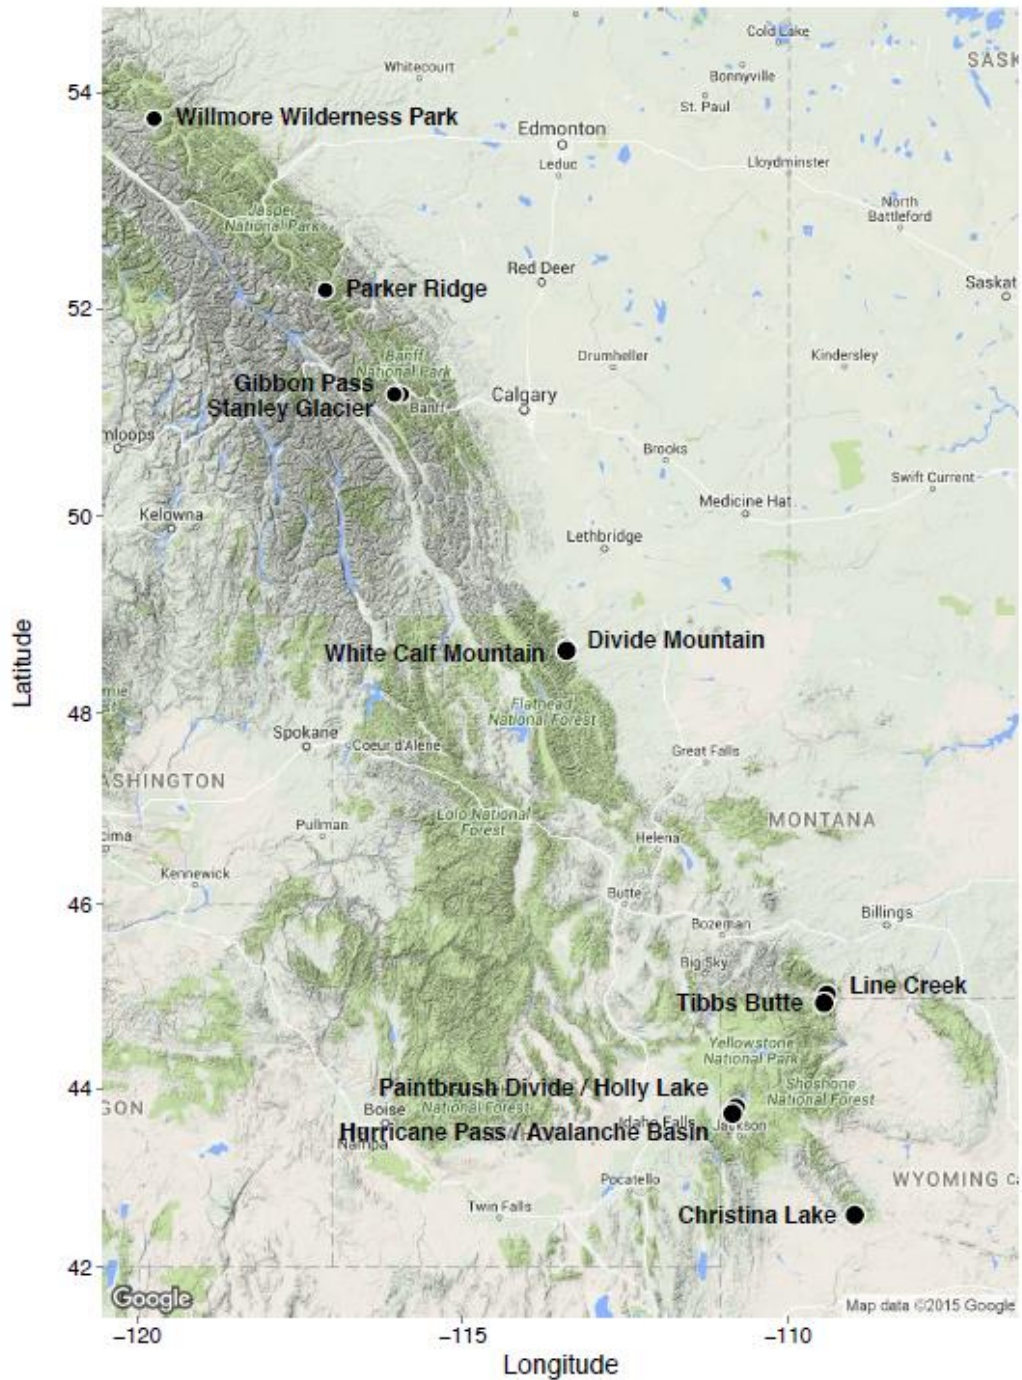 Cold Lake
SASK
Whitecourt
Bonnyville
54
St. Paul
Willmore Wilderness Park
Edmonton
Leduc
Lloydminster
North
Battleford
Jasper
National Park
Red Deer
Parker Ridge
Saskat
52
Banff
National Park
Drumheller
Kindersley
Gibbon Pass
Stanley Glacier
Banff
Calgary
mloops
Brooks
Swift Current
Medicine Hat
50
Kelowna
Lethbridge
Latitude
Divide Mountain
White Calf Mountain
Flathead
National Forest
48
Spokane
Coeur d'Alene
Great Falls
ASHINGTON
Lolo National
Forest
MONTANA
Pullman
Helena
cima
Kennewick
Butte
46
Billings
Bozeman
Big Sky
Line Creek
Tibbs Butte
Yellowstone
National Park
44
Paintbrush Divide / Holly Lake
Shoshone
National Forest
GON
Boise
National Forest
Idaho Falls
Jackson
Hurricane Pass / Avalanche Basin
Nampa
Pocatello
WYOMING
Twin Falls
Christina Lake
42
Google
Map data ©2015 Google
−120
−115
−110
Longitude